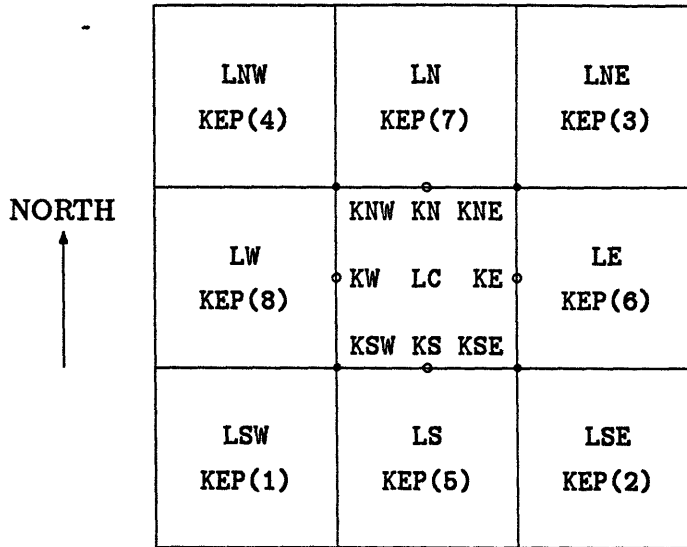 LNW LN LNE
KEP(4) KEP(7) KEP(3)
NORTH
KNW KN KNE
LW LE
KW LC KE
KEP(8) KEP(6)
KSW KS KSE
LSW LS LSE
KEP(1) KEP(5) KEP(2)